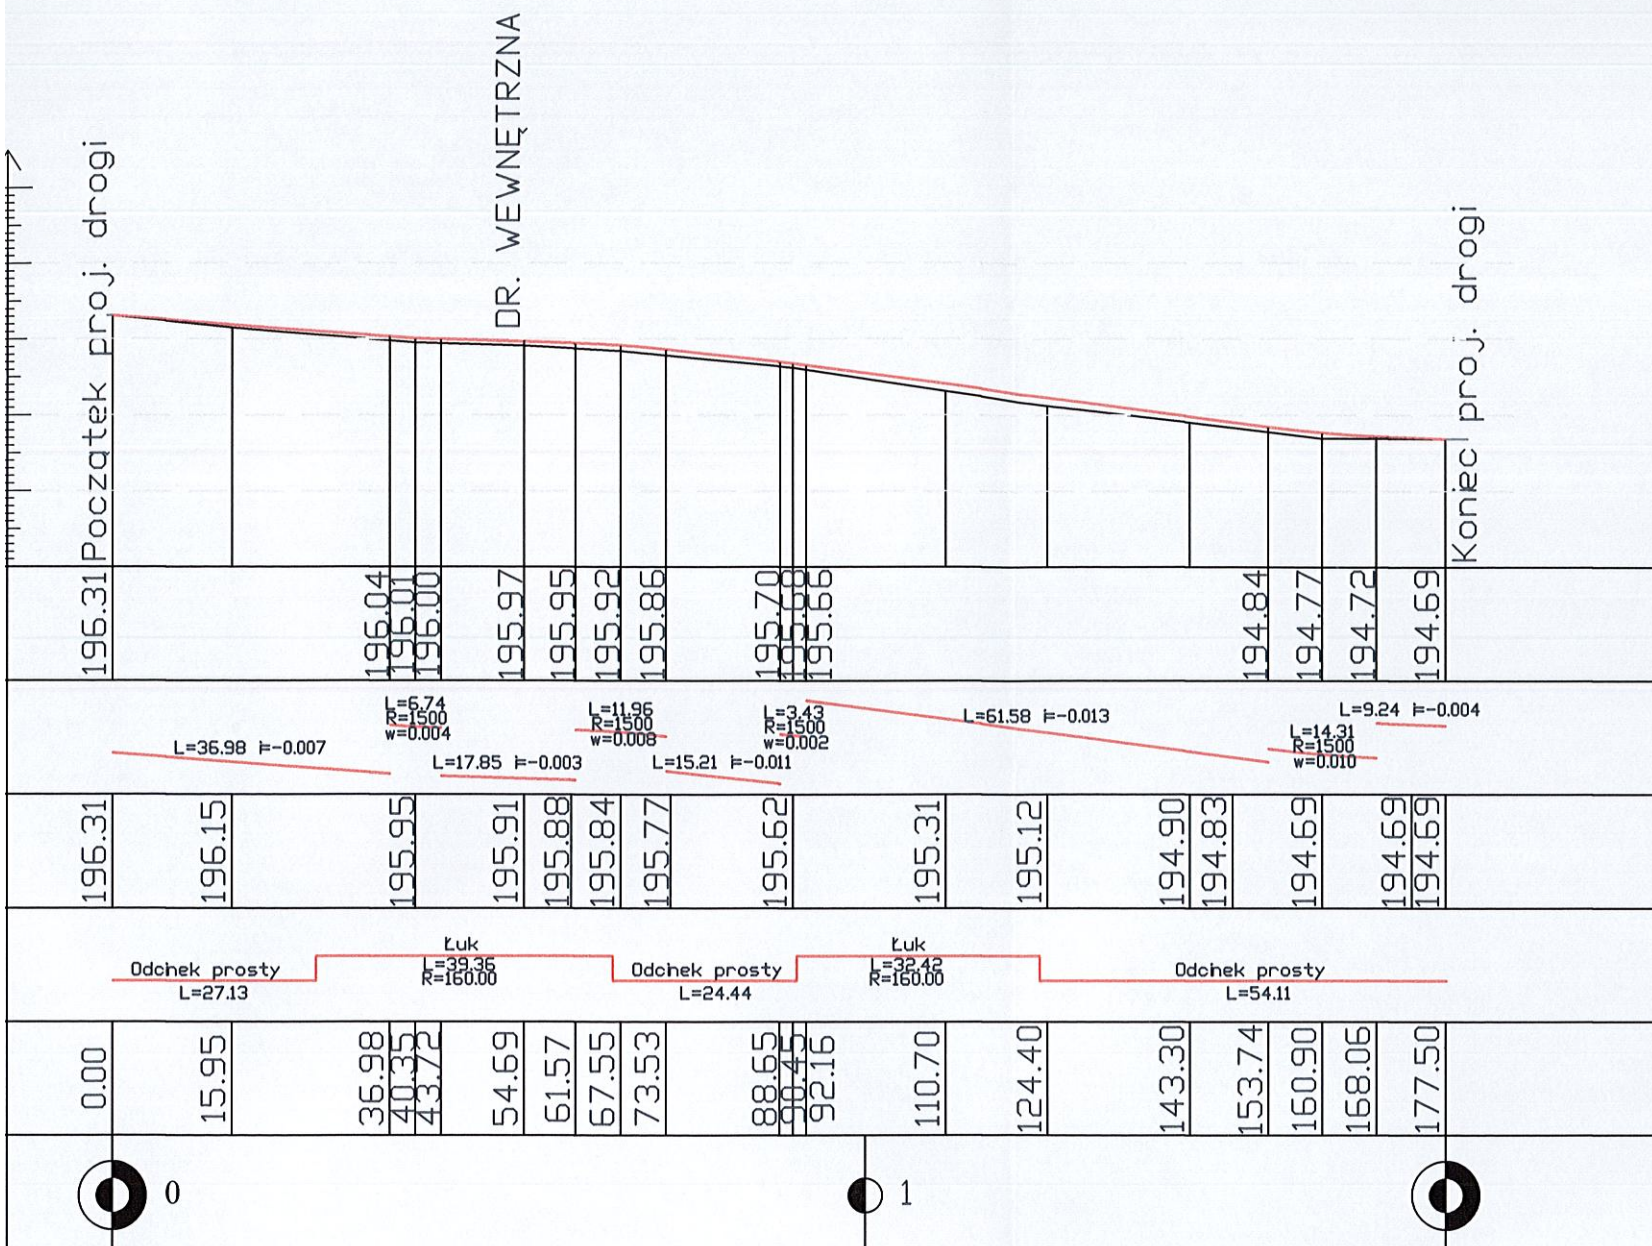 Początek proj. drogi
DR. WEWNĘTRZNA
Koniec proj. drogi
196.31
196.04
196.01
196.00
195.97
195.95
195.92
195.86
195.70
195.68
195.66
194.84
194.77
194.72
194.69
L=36.98 i=-0.007
L=6.74
R=1500
w=0.004
L=17.85 i=-0.003
L=11.96
R=1500
w=0.008
L=15.21 i=-0.011
L=3.43
R=1500
w=0.002
L=61.58 i=-0.013
L=14.31
R=1500
w=0.010
L=9.24 i=-0.004
196.31
196.15
195.95
195.91
195.88
195.84
195.77
195.62
195.31
195.12
194.90
194.83
194.69
194.69
194.69
Odcinek prosty
L=27.13
Łuk
L=39.36
R=160.00
Odcinek prosty
L=24.44
Łuk
L=32.42
R=160.00
Odcinek prosty
L=54.11
0.00
15.95
36.98
40.35
43.72
54.69
61.57
67.55
73.53
88.65
90.45
92.16
110.70
124.40
143.30
153.74
160.90
168.06
177.50
0
1